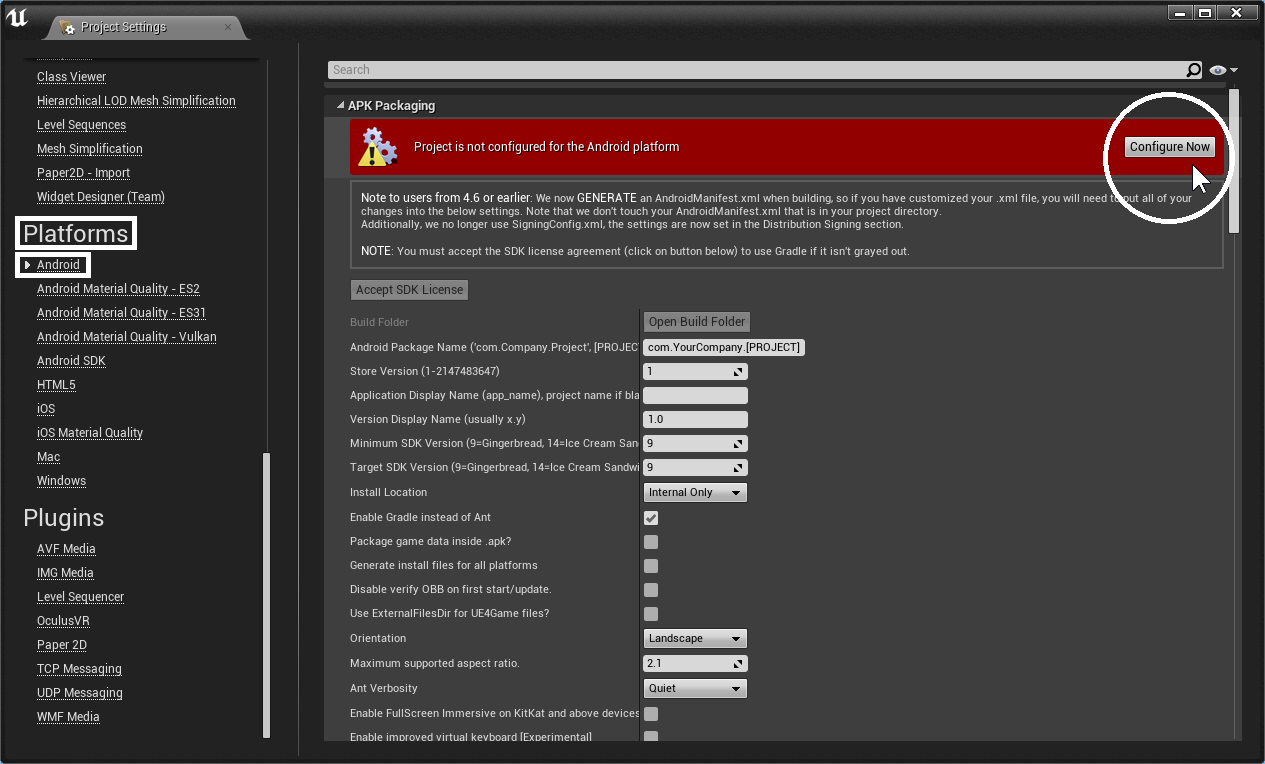 Project Settings
Class Viewer
Hierarchical LOD Mesh Simplification
Level Sequences
Mesh Simplification
Paper2D - Import
Widget Designer (Team)
Platforms
Android
Android Material Quality - ES2
Android Material Quality - ES31
Android Material Quality - Vulkan
Android SDK
HTML5
iOS
iOS Material Quality
Mac
Windows
Plugins
AVF Media
IMG Media
Level Sequencer
OculusVR
Paper 2D
TCP Messaging
UDP Messaging
WMF Media
Search
APK Packaging
Project is not configured for the Android platform
Configure Now
Note to users from 4.6 or earlier: We now GENERATE an AndroidManifest.xml when building, so if you have customized your .xml file, you will need to put all of your
changes into the below settings. Note that we don't touch your AndroidManifest.xml that is in your project directory.
Additionally, we no longer use SigningConfig.xml, the settings are now set in the Distribution Signing section.
NOTE: You must accept the SDK license agreement (click on button below) to use Gradle if it isn't grayed out.
Accept SDK License
Build Folder Open Build Folder
Android Package Name ('com.Company.Project', [PROJECT com.YourCompany.[PROJECT]
Store Version (1-2147483647) 1
Application Display Name (app_name), project name if bla
Version Display Name (usually x.y) 1.0
Minimum SDK Version (9=Gingerbread, 14=Ice Cream Sand 9
Target SDK Version (9=Gingerbread, 14=Ice Cream Sandwi 9
Install Location Internal Only
Enable Gradle instead of Ant
Package game data inside .apk?
Generate install files for all platforms
Disable verify OBB on first start/update.
Use ExternalFilesDir for UE4Game files?
Orientation Landscape
Maximum supported aspect ratio. 2.1
Ant Verbosity Quiet
Enable FullScreen Immersive on KitKat and above devices
Enable improved virtual keyboard [Experimental]